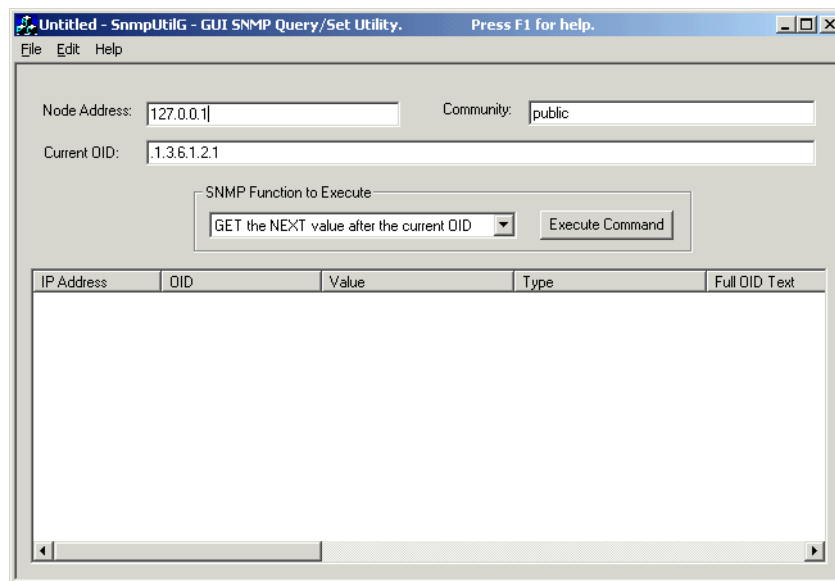 Untitled - SnmpUtilG - GUI SNMP Query/Set Utility. Press F1 for help.
File Edit Help
Node Address: 127.0.0.1 Community: public
Current OID: .1.3.6.1.2.1
SNMP Function to Execute
GET the NEXT value after the current OID Execute Command
IP Address OID Value Type Full OID Text